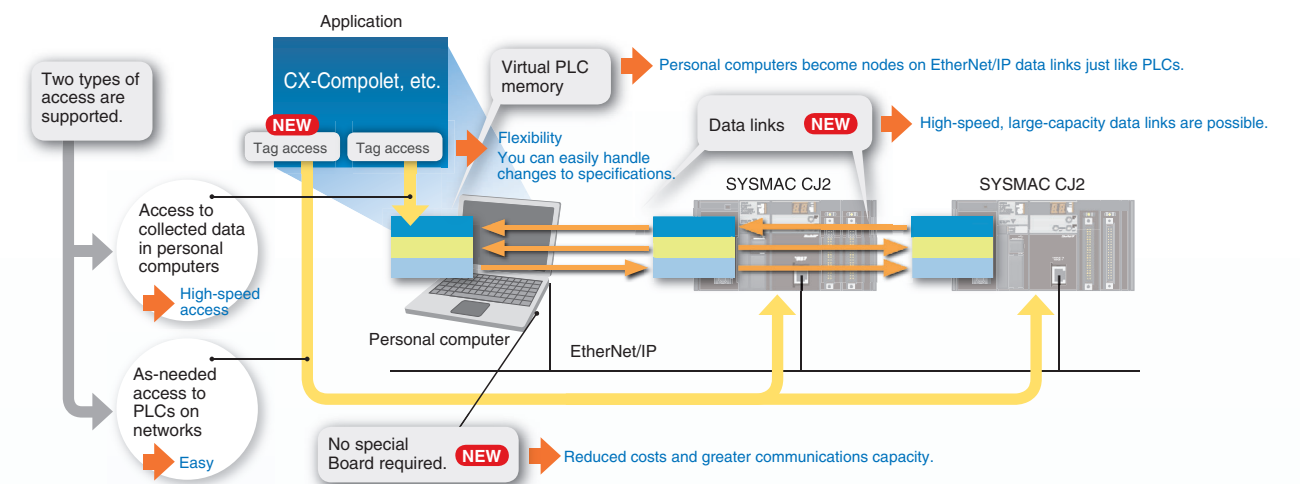 Application
CX-Compolet, etc.
NEW
Tag access
Tag access
Two types of
access are
supported.
Virtual PLC
memory
Personal computers become nodes on EtherNet/IP data links just like PLCs.
Data links
NEW
High-speed, large-capacity data links are possible.
Flexibility
You can easily handle
changes to specifications.
SYSMAC CJ2
SYSMAC CJ2
Access to
collected data
in personal
computers
High-speed
access
Personal computer
EtherNet/IP
As-needed
access to
PLCs on
networks
Easy
No special
Board required.
NEW
Reduced costs and greater communications capacity.